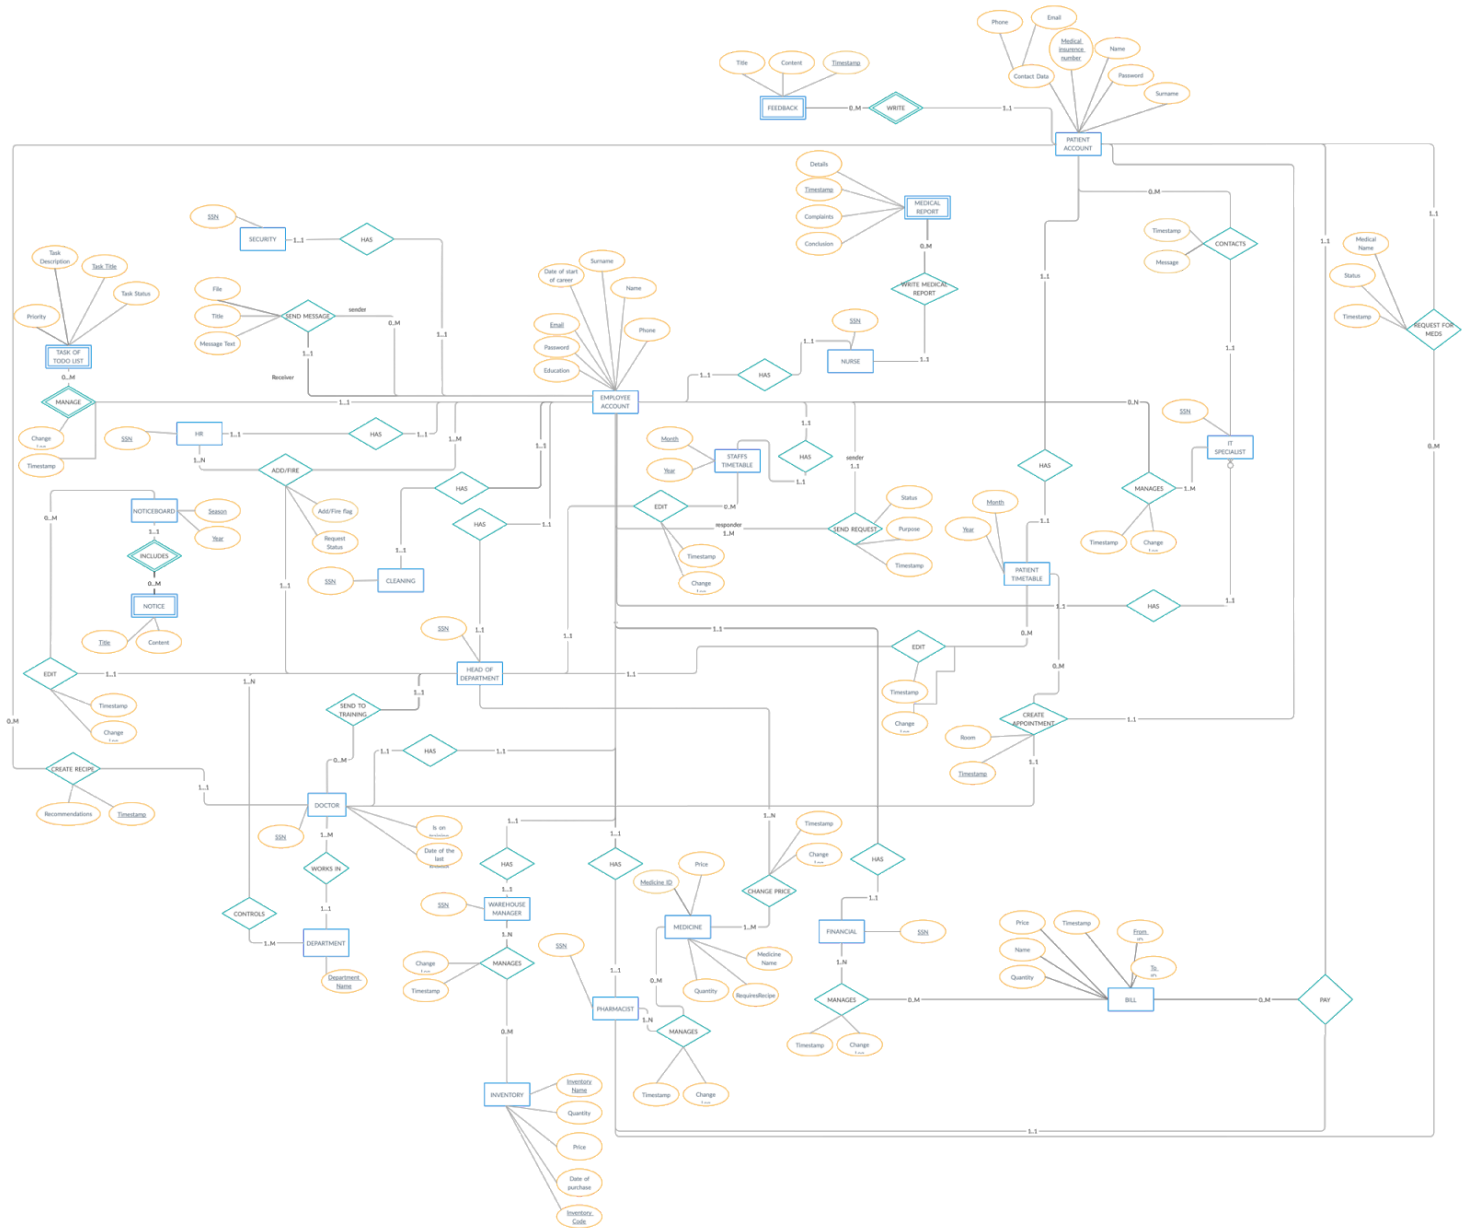 Phone
Email
Medical
insurence
number
Name
Contact Data
Password
Surname
Title
Content
Timestamp
FEEDBACK
0..M
WRITE
1..1
PATIENT
ACCOUNT
Details
Timestamp
Complaints
Conclusion
MEDICAL
REPORT
0..M
WRITE MEDICAL
REPORT
1..1
0..M
Timestamp
Message
CONTACTS
1..1
1..1
1..1
1..1
Medical
Name
Status
Timestamp
REQUEST FOR
MEDS
0..M
SSN
SECURITY
1..1
HAS
1..1
Task
Description
Task Title
Task Status
Priority
TASK OF
TODO LIST
0..M
MANAGE
1..1
Change
Timestamp
File
Title
Message Text
SEND MESSAGE
sender
0..M
1..1
Receiver
Date of start
of career
Surname
Name
Email
Phone
Password
Education
EMPLOYEE
ACCOUNT
SSN
NURSE
1..1
HAS
1..1
SSN
HR
1..1
HAS
1..1
1..N
ADD/FIRE
1..M
Add/Fire flag
Request
Status
1..1
HAS
1..1
1..1
SSN
CLEANING
HAS
1..1
1..1
Month
Year
STAFFS
TIMETABLE
1..1
HAS
1..1
EDIT
0..M
1..1
Timestamp
Change
sender
1..1
responder
1..M
SEND REQUEST
Status
Purpose
Timestamp
HAS
1..1
Month
Year
PATIENT
TIMETABLE
0..N
MANAGES
1..M
Timestamp
Change
SSN
IT
SPECIALIST
1..1
HAS
1..1
0..M
NOTICEBOARD
Season
Year
1..1
INCLUDES
0..M
NOTICE
Title
Content
EDIT
1..1
Timestamp
Change
SSN
HEAD OF
DEPARTMENT
1..1
1..1
EDIT
0..M
Timestamp
Change
0..M
CREATE
APPOINTMENT
1..1
Room
Timestamp
1..1
1..N
SEND TO
TRAINING
1..1
0..M
1..1
HAS
1..1
0..M
CREATE RECIPE
1..1
Recommendations
Timestamp
DOCTOR
SSN
Is on
Date of the
last
1..M
WORKS IN
1..1
CONTROLS
1..M
DEPARTMENT
Department
Name
1..1
HAS
1..1
SSN
WAREHOUSE
MANAGER
1..N
MANAGES
Change
Timestamp
0..M
INVENTORY
Inventory
Name
Quantity
Price
Date of
purchase
Inventory
Code
1..1
HAS
1..1
SSN
PHARMACIST
1..N
MANAGES
0..M
Timestamp
Change
Medicine ID
Price
MEDICINE
1..M
Medicine
Name
Quantity
RequiresRecipe
1..N
CHANGE PRICE
Timestamp
Change
HAS
1..1
FINANCIAL
SSN
1..N
MANAGES
0..M
Timestamp
Change
Price
Timestamp
From
Name
To
Quantity
BILL
0..M
PAY
1..1